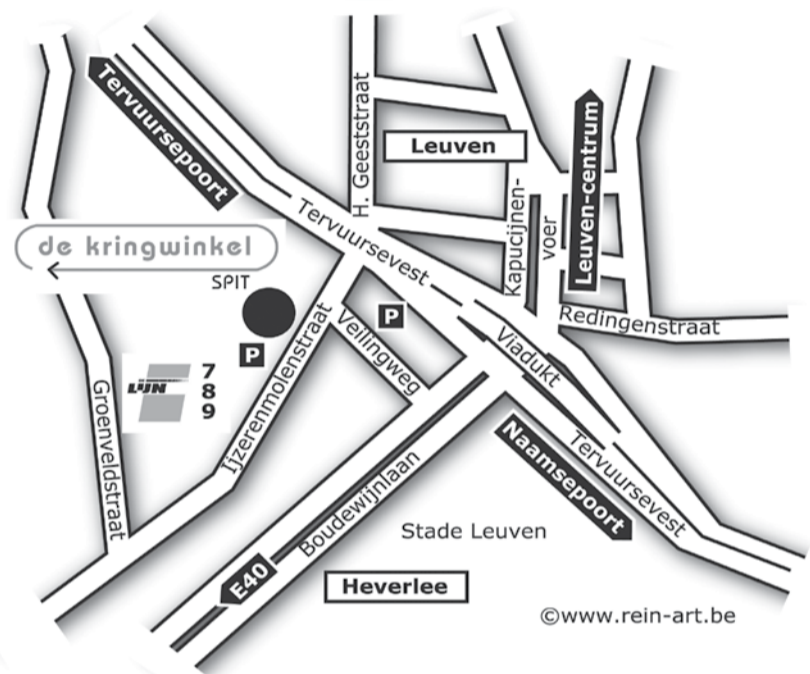 Tervuursepoort
H. Geeststraat
Leuven
Kapucijnen-
voer
Leuven-centrum
Tervuursevest
de kringwinkel
SPIT
P
P
Redingenstraat
Viadukt
Veilingweg
Ijzerenmolenstraat
LIJN
7
8
9
Groenveldstraat
Naamsepoort
Tervuursevest
Boudewijnlaan
Stade Leuven
E40
Heverlee
©www.rein-art.be